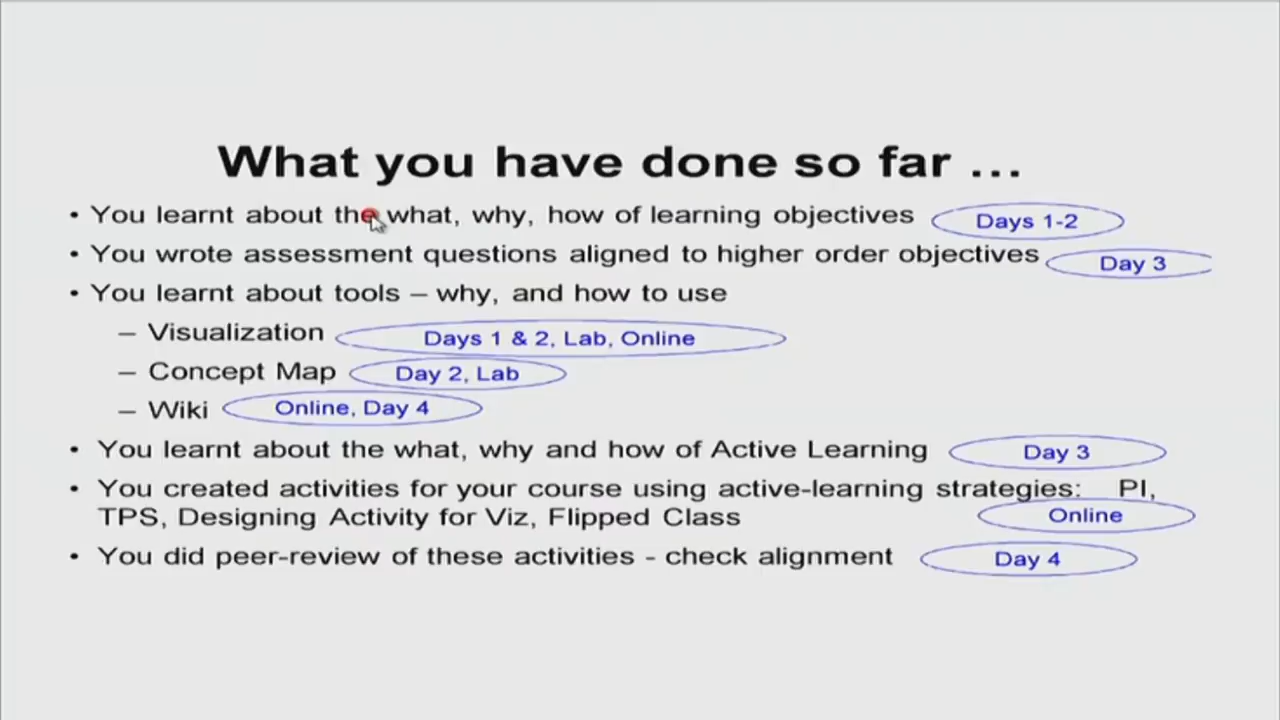 What you have done so far ...
• You learnt about the what, why, how of learning objectives Days 1-2
• You wrote assessment questions aligned to higher order objectives Day 3
• You learnt about tools – why, and how to use
– Visualization Days 1 & 2, Lab, Online
– Concept Map Day 2, Lab
– Wiki Online, Day 4
• You learnt about the what, why and how of Active Learning Day 3
• You created activities for your course using active-learning strategies: PI,
TPS, Designing Activity for Viz, Flipped Class Online
• You did peer-review of these activities - check alignment Day 4